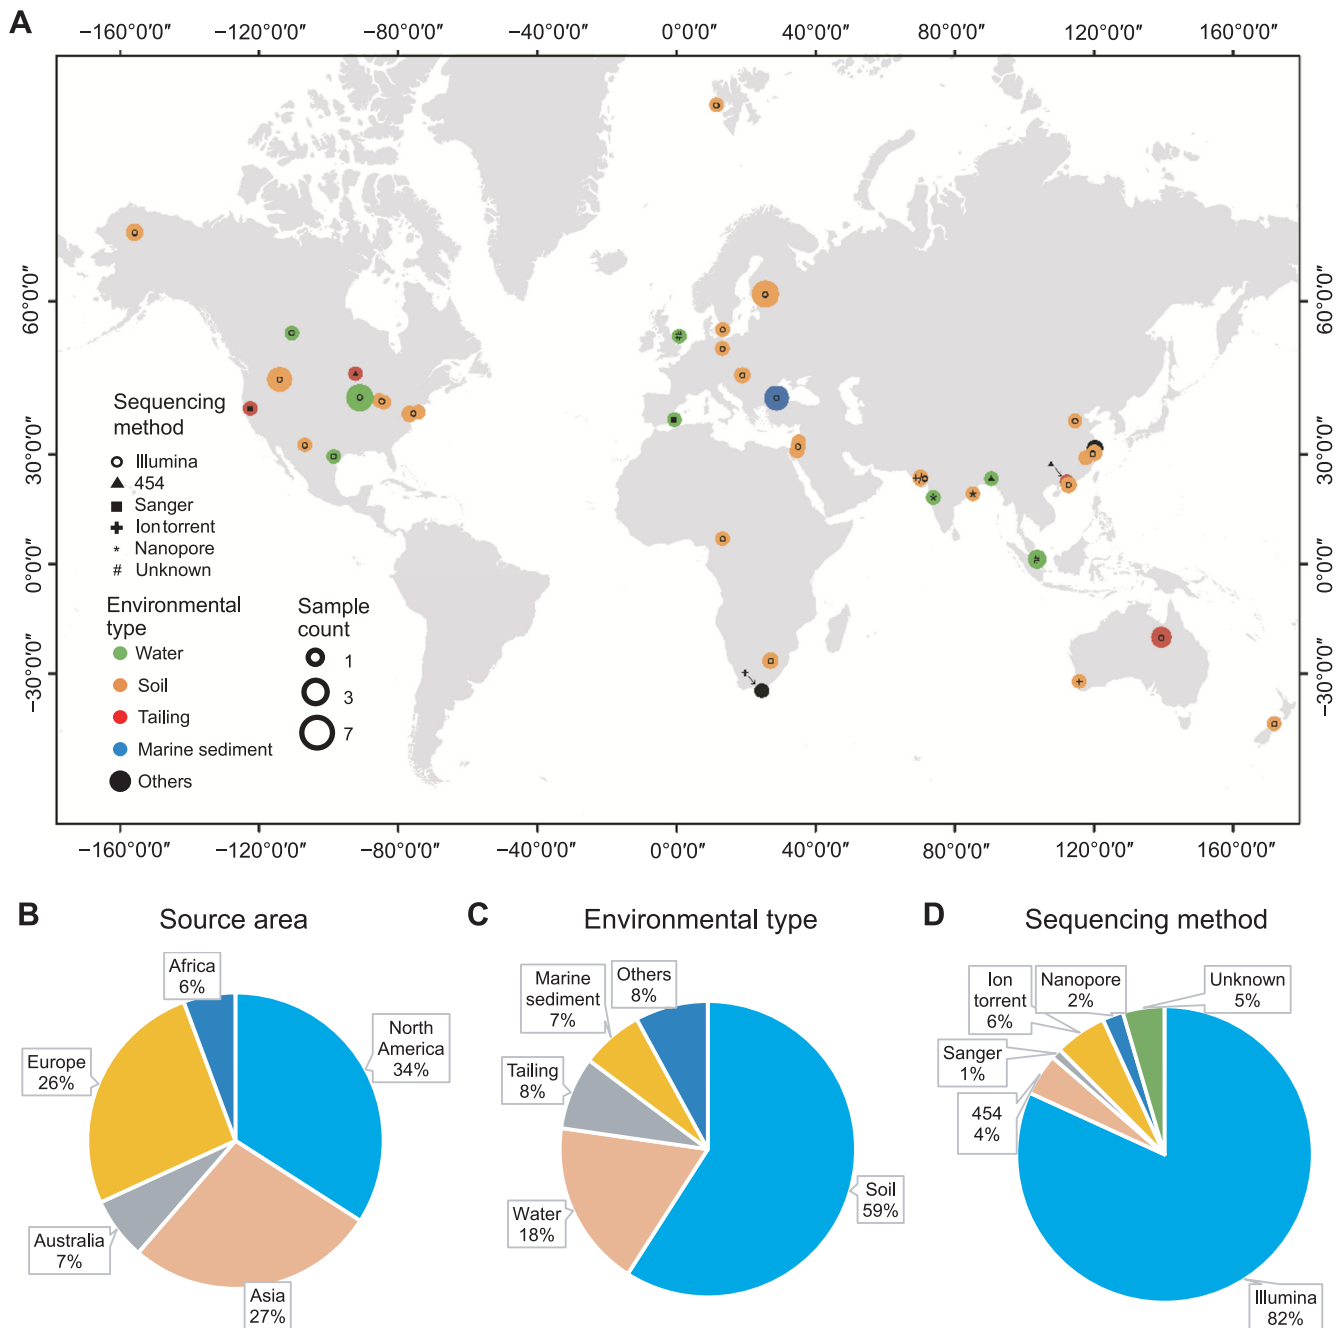 A
−160°0′0″ −120°0′0″ −80°0′0″ −40°0′0″ 0°0′0″ 40°0′0″ 80°0′0″ 120°0′0″ 160°0′0″
60°0′0″
30°0′0″
0°0′0″
−30°0′0″
60°0′0″
30°0′0″
0°0′0″
−30°0′0″
Sequencing
method
Illumina
454
Sanger
Ion torrent
* Nanopore
# Unknown
Environmental
type
Water
Soil
Tailing
Marine sediment
Others
Sample
count
1
3
7
−160°0′0″ −120°0′0″ −80°0′0″ −40°0′0″ 0°0′0″ 40°0′0″ 80°0′0″ 120°0′0″ 160°0′0″
B
Source area
Africa
6%
North
America
34%
Europe
26%
Australia
7%
Asia
27%
C
Environmental type
Marine
sediment
7%
Others
8%
Tailing
8%
Water
18%
Soil
59%
D
Sequencing method
Ion
torrent
6%
Nanopore
2%
Unknown
5%
Sanger
1%
454
4%
Illumina
82%